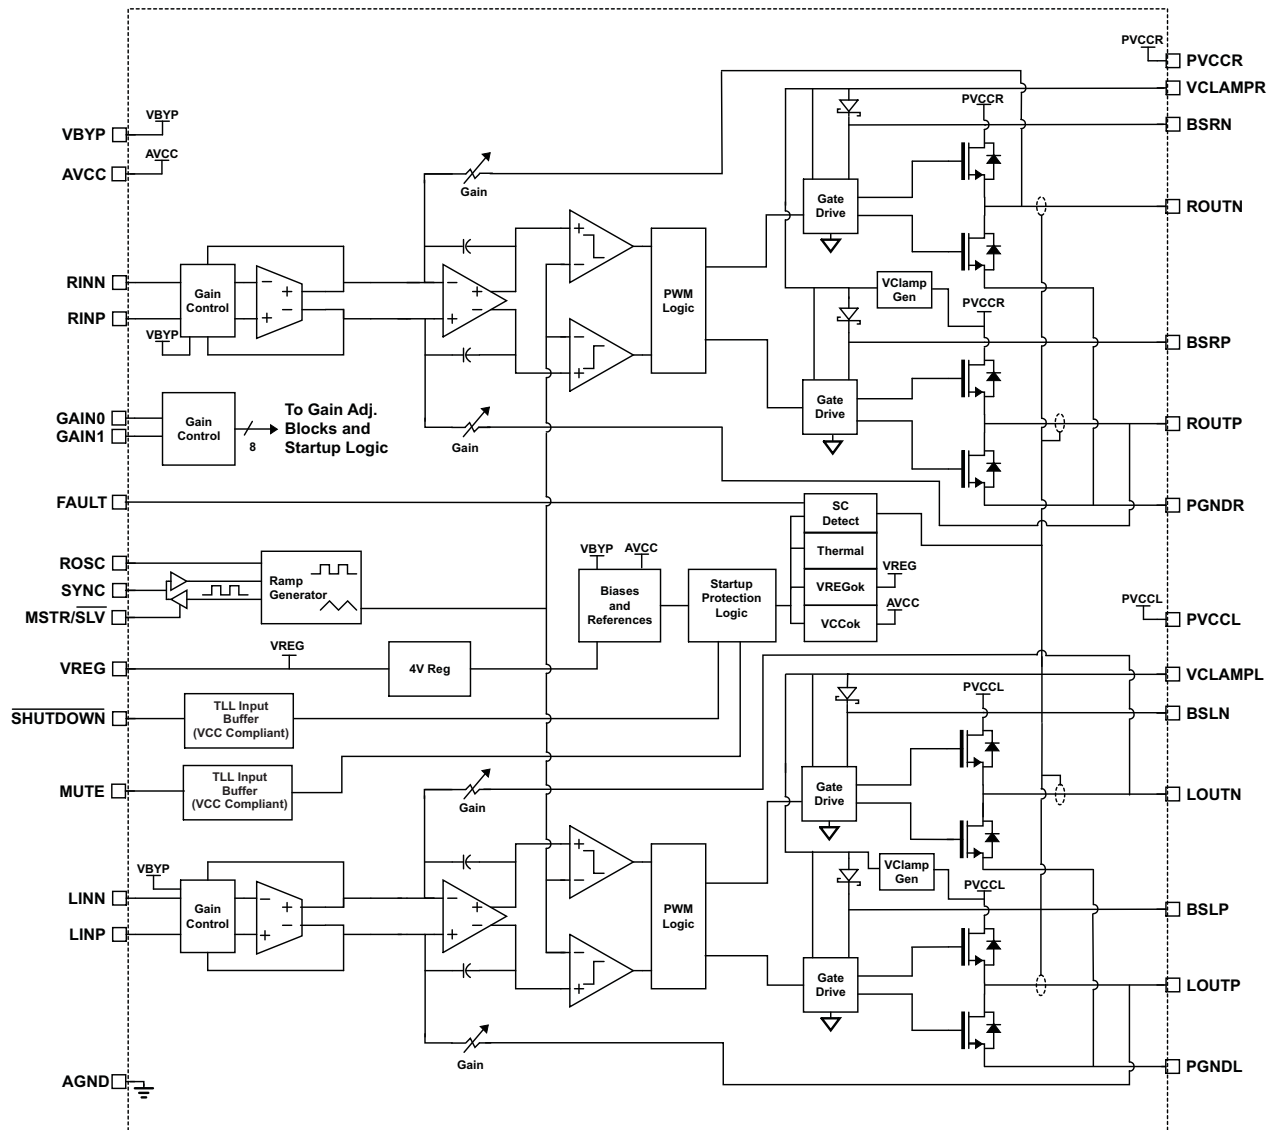 PVCCR
PVCCR
VCLAMPR
PVCCR
BSRN
VBYP
VBYP
AVCC
AVCC
Gain
Gate
Drive
ROUTN
RINN
Gain
Control
− +
+ −
− +
+ −
+
−
−
+
PWM
Logic
VClamp
Gen
PVCCR
RINP
VBYP
BSRP
GAIN0
GAIN1
Gain
Control
8
To Gain Adj.
Blocks and
Startup Logic
Gain
Gate
Drive
ROUTP
FAULT
SC
Detect
PGNDR
ROSC
SYNC
MSTR/SLV
Ramp
Generator
VBYP
AVCC
Biases
and
References
Startup
Protection
Logic
Thermal
VREGok
VREG
VCCok
AVCC
PVCCL
PVCCL
VREG
VREG
4V Reg
VCLAMPL
PVCCL
SHUTDOWN
TLL Input
Buffer
(VCC Compliant)
BSLN
MUTE
TLL Input
Buffer
(VCC Compliant)
Gain
Gate
Drive
LOUTN
VBYP
LINN
Gain
Control
− +
+ −
− +
+ −
+
−
−
+
PWM
Logic
VClamp
Gen
PVCCL
LINP
BSLP
Gate
Drive
LOUTP
Gain
PGNDL
AGND